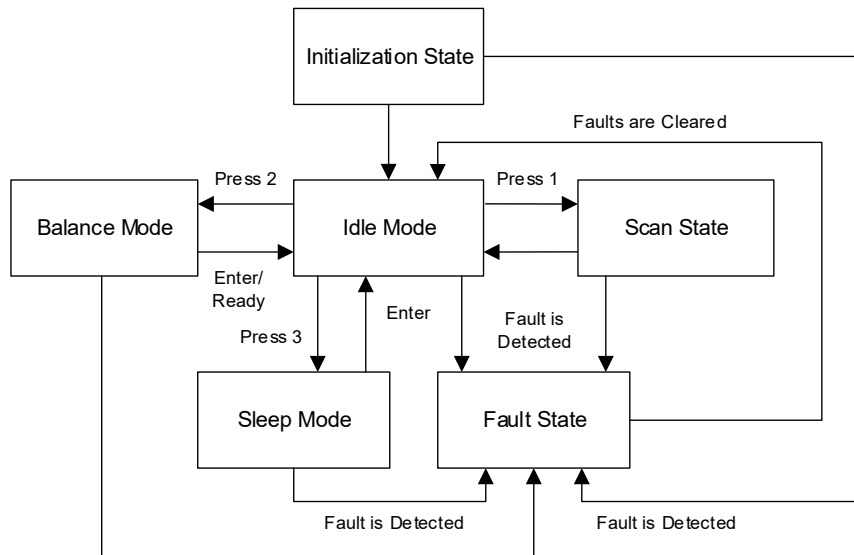 Initialization State
Faults are Cleared
Press 2
Press 1
Balance Mode
Idle Mode
Scan State
Enter/
Ready
Enter
Fault is
Detected
Press 3
Sleep Mode
Fault State
Fault is Detected
Fault is Detected